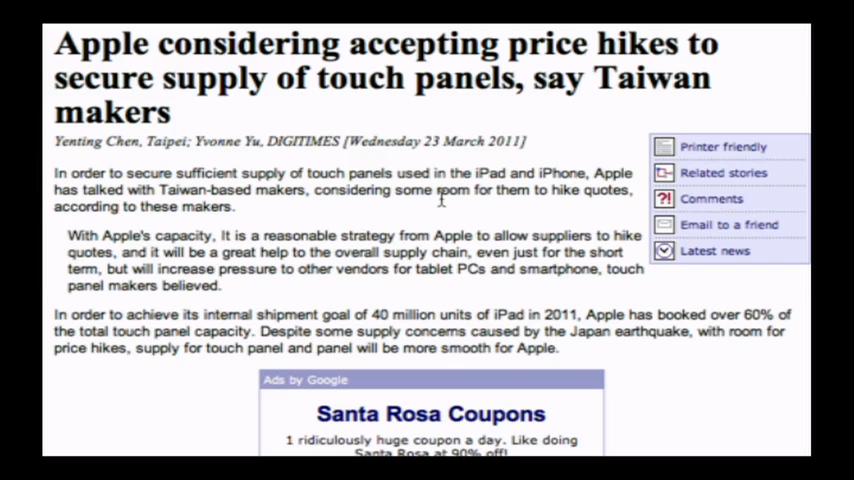 Apple considering accepting price hikes to
secure supply of touch panels, say Taiwan
makers
Yenting Chen, Taipei; Yvonne Yu, DIGITIMES [Wednesday 23 March 2011]
Printer friendly
Related stories
Comments
Email to a friend
Latest news
In order to secure sufficient supply of touch panels used in the iPad and iPhone, Apple
has talked with Taiwan-based makers, considering some room for them to hike quotes,
according to these makers.
With Apple's capacity, It is a reasonable strategy from Apple to allow suppliers to hike
quotes, and it will be a great help to the overall supply chain, even just for the short
term, but will increase pressure to other vendors for tablet PCs and smartphone, touch
panel makers believed.
In order to achieve its internal shipment goal of 40 million units of iPad in 2011, Apple has booked over 60% of
the total touch panel capacity. Despite some supply concerns caused by the Japan earthquake, with room for
price hikes, supply for touch panel and panel will be more smooth for Apple.
Ads by Google
Santa Rosa Coupons
1 ridiculously huge coupon a day. Like doing
Santa Rosa at 90% off!